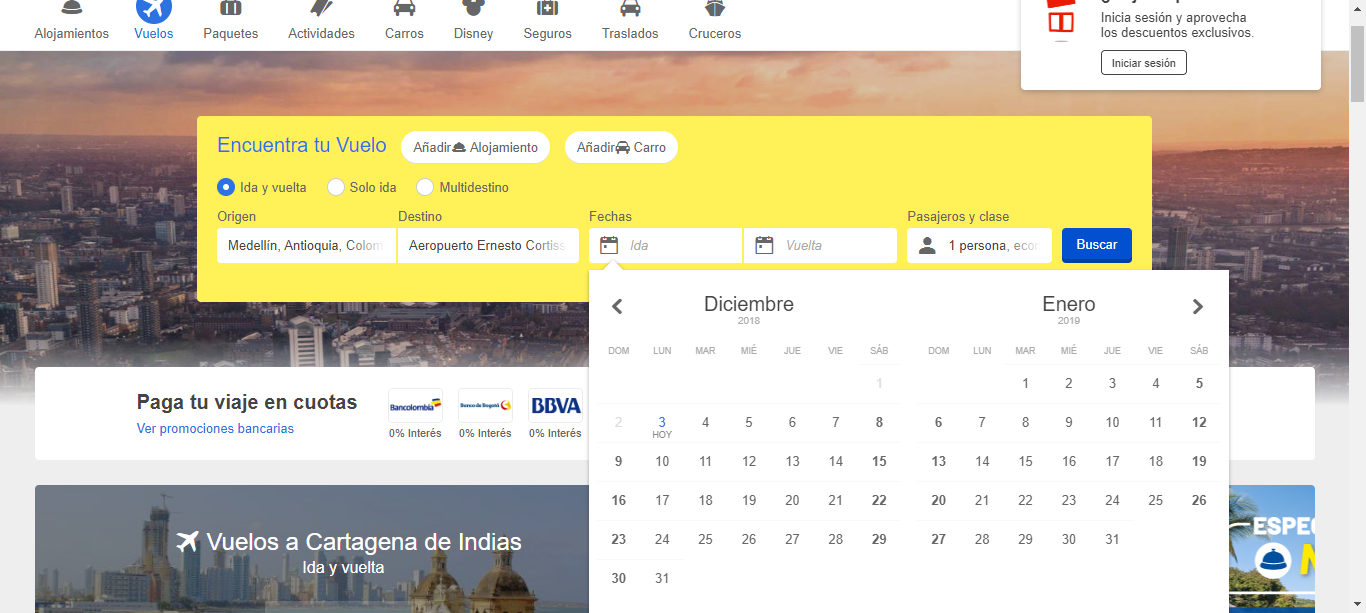 Alojamientos Vuelos Paquetes Actividades Carros Disney Seguros Traslados Cruceros
Inicia sesión y aprovecha
los descuentos exclusivos.
Iniciar sesión
Encuentra tu Vuelo Añadir Alojamiento Añadir Carro
Ida y vuelta Solo ida Multidestino
Origen Destino Fechas Pasajeros y clase
Medellín, Antioquia, Colom Aeropuerto Ernesto Cortiss Ida Vuelta 1 persona, econ Buscar
Diciembre Enero
2018 2019
DOM LUN MAR MIÉ JUE VIE SÁB DOM LUN MAR MIÉ JUE VIE SÁB
1 1 2 3 4 5
2 3 4 5 6 7 8 6 7 8 9 10 11 12
HOY
9 10 11 12 13 14 15 13 14 15 16 17 18 19
16 17 18 19 20 21 22 20 21 22 23 24 25 26
23 24 25 26 27 28 29 27 28 29 30 31
30 31
Paga tu viaje en cuotas
Ver promociones bancarias
Bancolombia Banco de Bogotá BBVA
0% Interés 0% Interés 0% Interés
Vuelos a Cartagena de Indias
Ida y vuelta
ESPEC